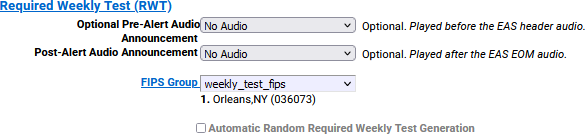 Required Weekly Test (RWT)
Optional Pre-Alert Audio Announcement No Audio Optional. Played before the EAS header audio.
Post-Alert Audio Announcement No Audio Optional. Played after the EAS EOM audio.
FIPS Group weekly_test_fips
1. Orleans,NY (036073)
Automatic Random Required Weekly Test Generation